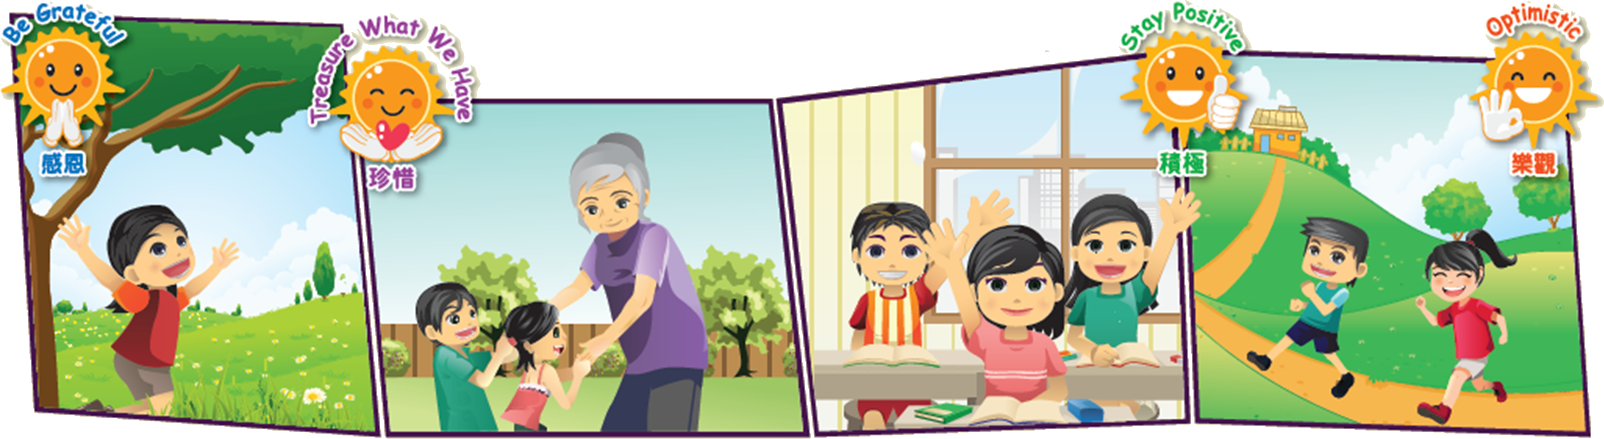 Be Grateful
感恩
Treasure What We Have
珍惜
Stay Positive
積極
Optimistic
樂觀